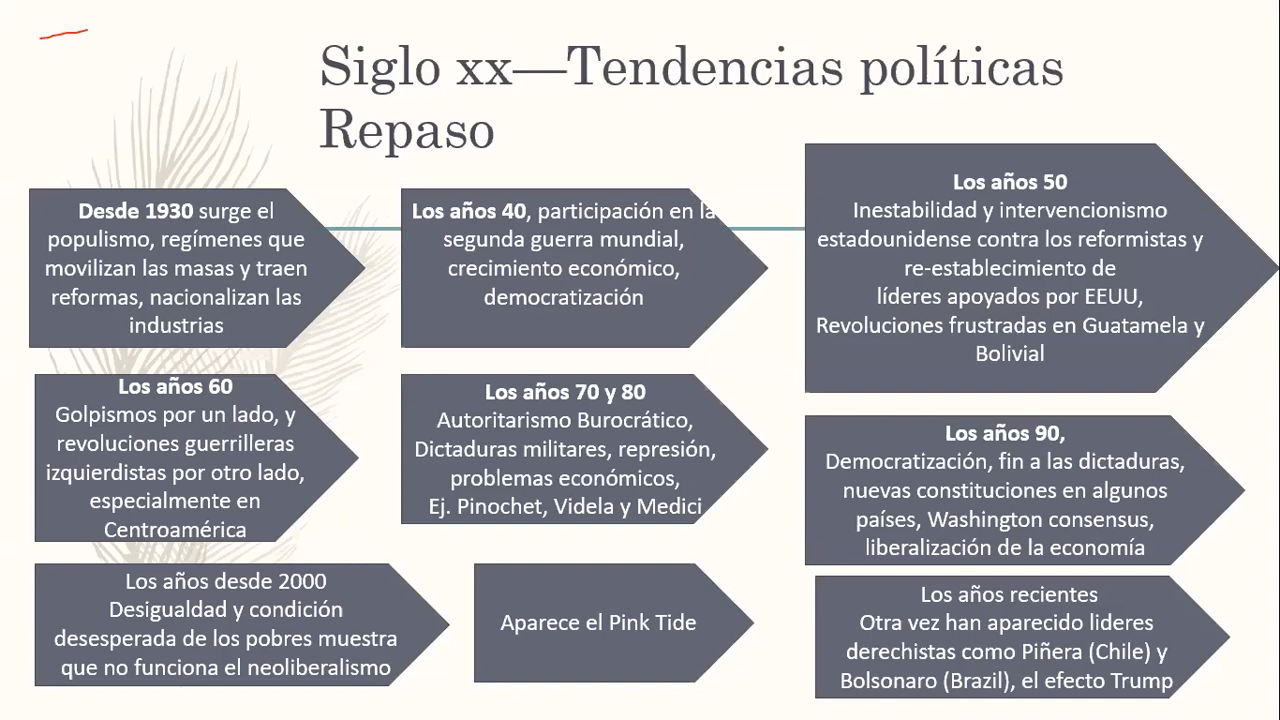 Siglo xx—Tendencias políticas
Repaso
Desde 1930 surge el
populismo, regímenes que
movilizan las masas y traen
reformas, nacionalizan las
industrias
Los años 40, participación en la
segunda guerra mundial,
crecimiento económico,
democratización
Los años 50
Inestabilidad y intervencionismo
estadounidense contra los reformistas y
re-establecimiento de
líderes apoyados por EEUU,
Revoluciones frustradas en Guatamela y
Bolivial
Los años 60
Golpismos por un lado, y
revoluciones guerrilleras
izquierdistas por otro lado,
especialmente en
Centroamérica
Los años 70 y 80
Autoritarismo Burocrático,
Dictaduras militares, represión,
problemas económicos,
Ej. Pinochet, Videla y Medici
Los años 90,
Democratización, fin a las dictaduras,
nuevas constituciones en algunos
países, Washington consensus,
liberalización de la economía
Los años desde 2000
Desigualdad y condición
desesperada de los pobres muestra
que no funciona el neoliberalismo
Aparece el Pink Tide
Los años recientes
Otra vez han aparecido lideres
derechistas como Piñera (Chile) y
Bolsonaro (Brazil), el efecto Trump